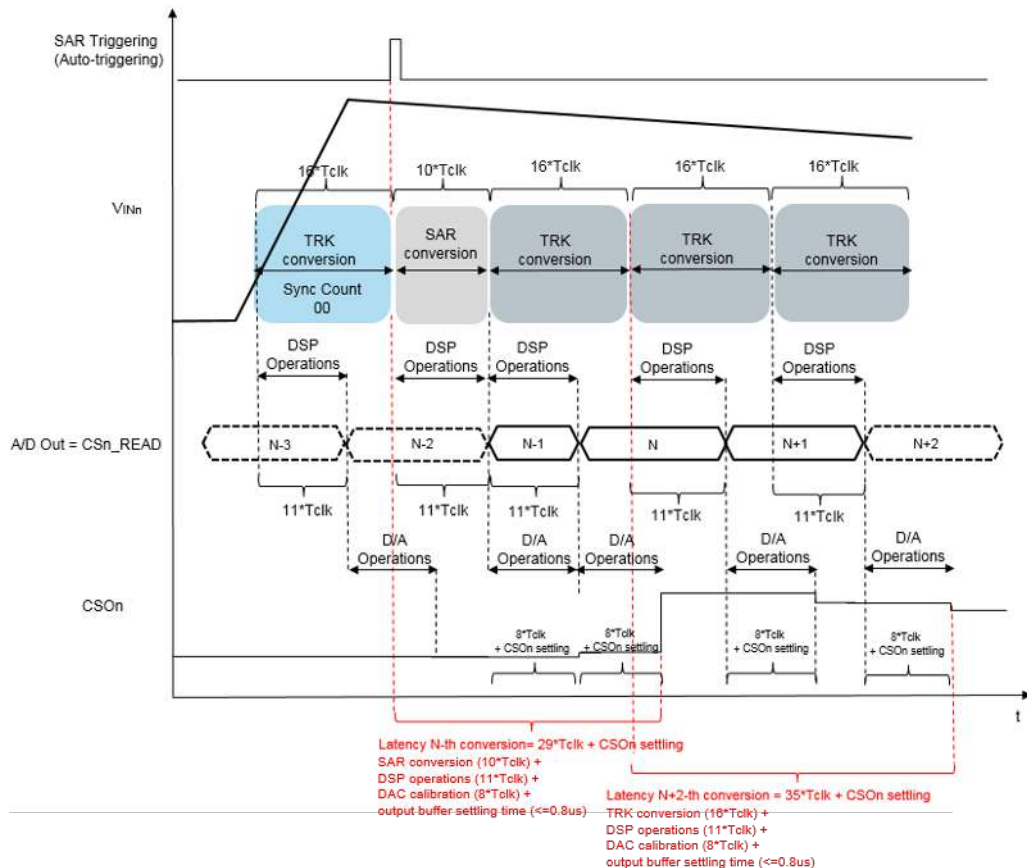 SAR Triggering
(Auto-triggering)
16*Tclk
10*Tclk
16*Tclk
16*Tclk
16*Tclk
VINn
TRK
conversion
Sync Count
00
SAR
conversion
TRK
conversion
TRK
conversion
TRK
conversion
DSP
Operations
DSP
Operations
DSP
Operations
DSP
Operations
DSP
Operations
A/D Out = CSn_READ
N-3
N-2
N-1
N
N+1
N+2
11*Tclk
11*Tclk
11*Tclk
11*Tclk
11*Tclk
D/A
Operations
D/A
Operations
D/A
Operations
D/A
Operations
D/A
Operations
CSOn
8*Tclk
+ CSOn settling
8*Tclk
+ CSOn settling
8*Tclk
+ CSOn settling
8*Tclk
+ CSOn settling
t
Latency N-th conversion= 29*Tclk + CSOn settling
SAR conversion (10*Tclk) +
DSP operations (11*Tclk) +
DAC calibration (8*Tclk) +
output buffer settling time (<=0.8us)
Latency N+2-th conversion = 35*Tclk + CSOn settling
TRK conversion (16*Tclk) +
DSP operations (11*Tclk) +
DAC calibration (8*Tclk) +
output buffer settling time (<=0.8us)